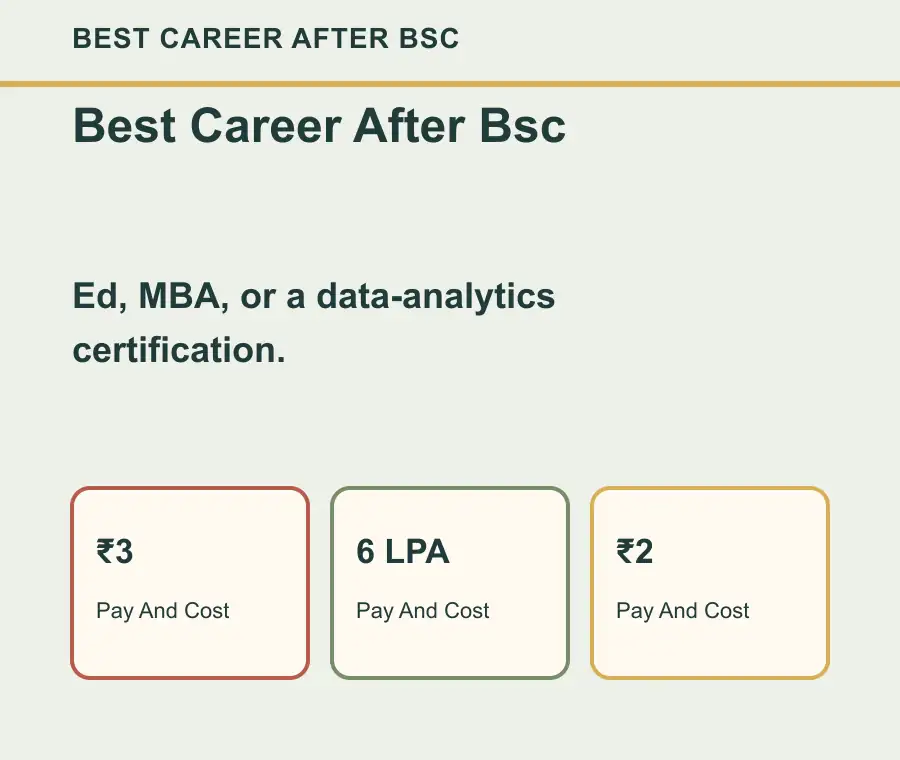 BEST CAREER AFTER BSC
Best Career After Bsc
Ed, MBA, or a data-analytics
certification.
₹3
Pay And Cost
6 LPA
Pay And Cost
₹2
Pay And Cost